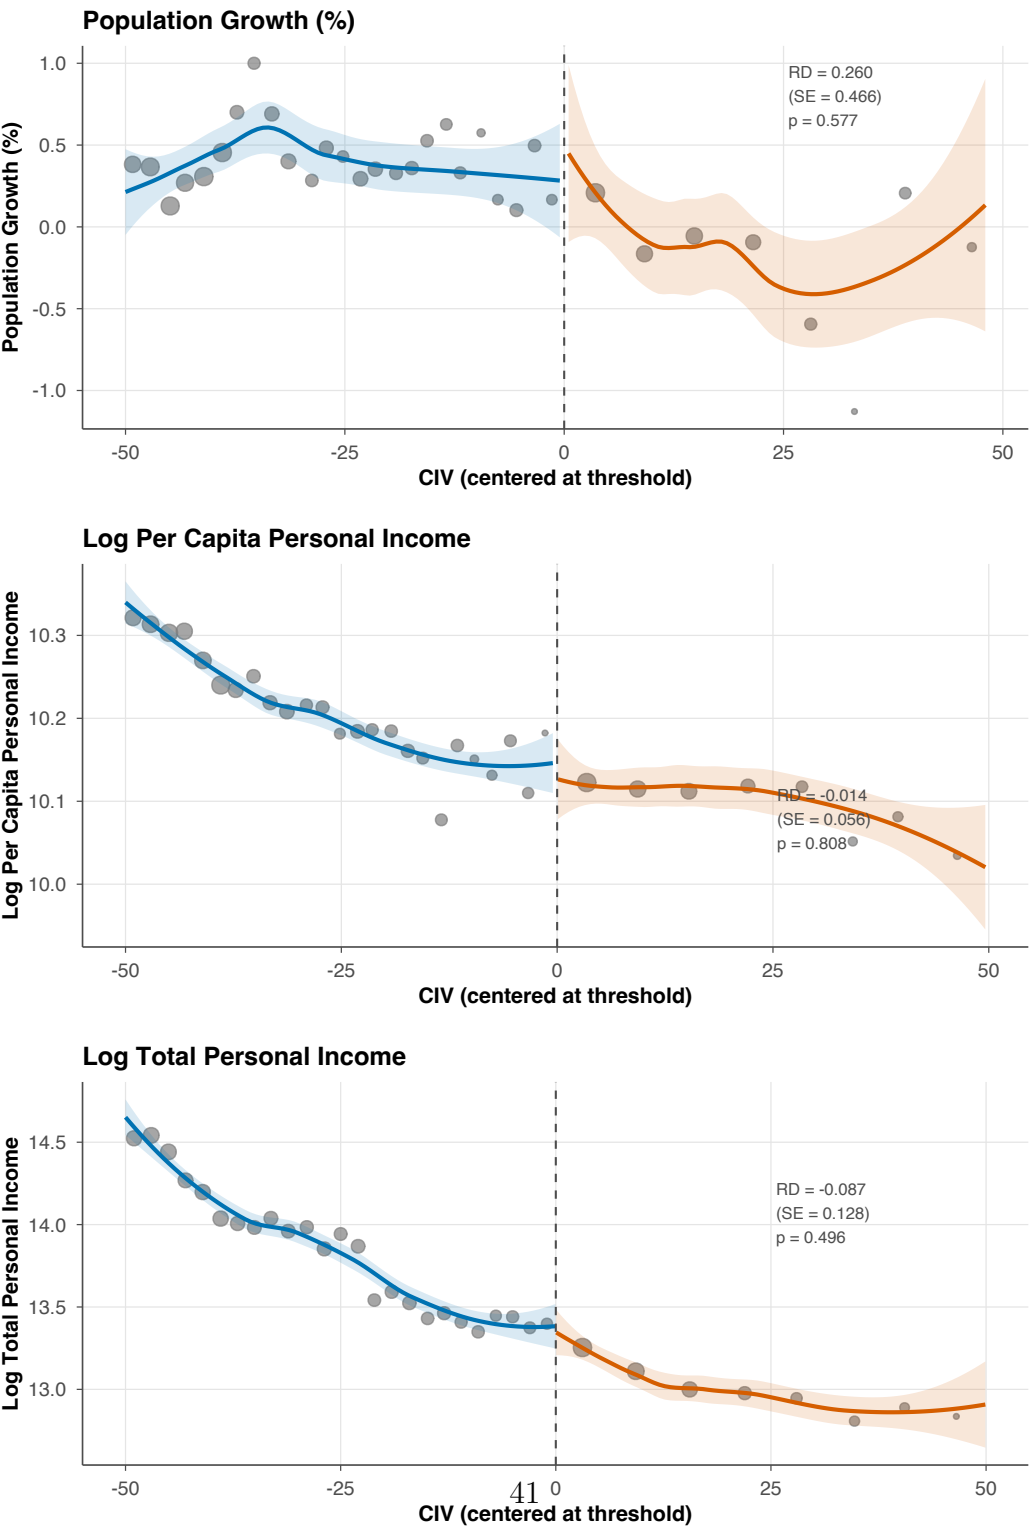 Population Growth (%)
Population Growth (%)
1.0
0.5
0.0
-0.5
-1.0
RD = 0.260
(SE = 0.466)
p = 0.577
-50 -25 0 25 50
CIV (centered at threshold)
Log Per Capita Personal Income
Log Per Capita Personal Income
10.3
10.2
10.1
10.0
RD = -0.014
(SE = 0.056)
p = 0.808
-50 -25 0 25 50
CIV (centered at threshold)
Log Total Personal Income
Log Total Personal Income
14.5
14.0
13.5
13.0
RD = -0.087
(SE = 0.128)
p = 0.496
-50 -25 0 25 50
41
CIV (centered at threshold)